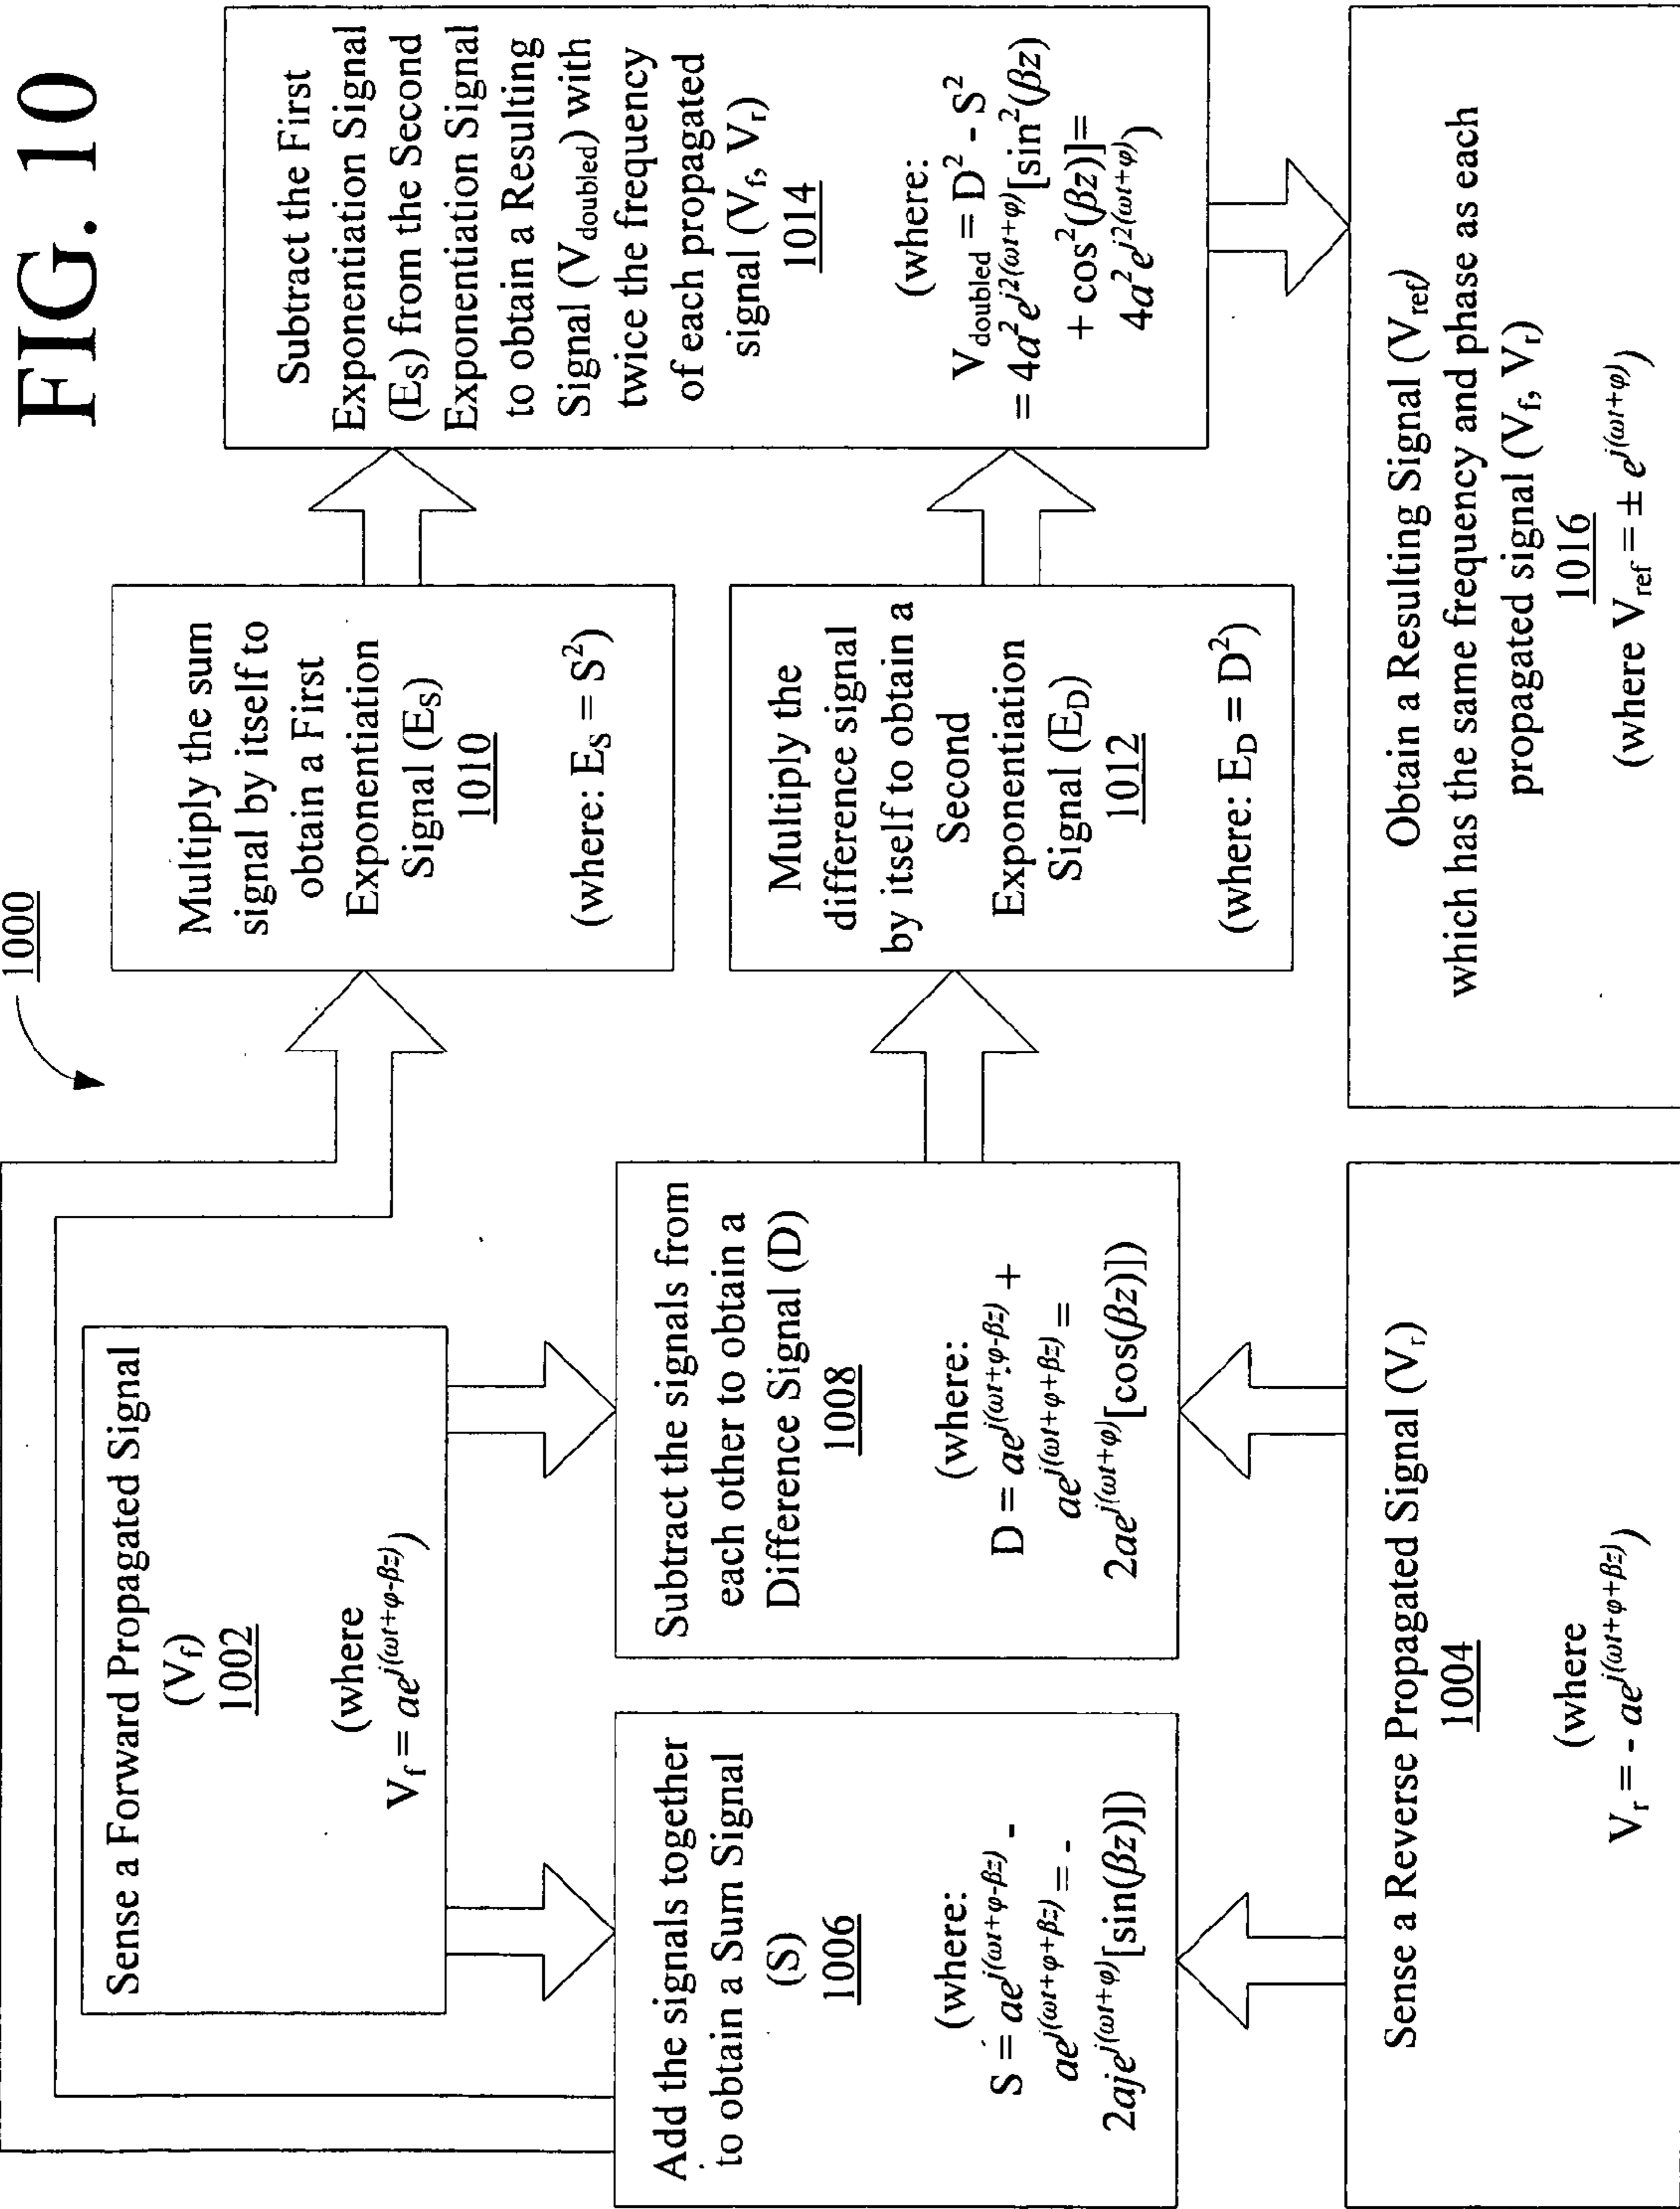 FIG. 10
1000
Sense a Forward Propagated Signal
(V_f)
1002
(where
V_f = ae^{j(ωt+φ-βz)})
Add the signals together
to obtain a Sum Signal
(S)
1006
(where:
S = ae^{j(ωt+φ-βz)} -
ae^{j(ωt+φ+βz)} = -
2aje^{j(ωt+φ)}[sin(βz)])
Subtract the signals from
each other to obtain a
Difference Signal (D)
1008
(where:
D = ae^{j(ωt+φ-βz)} +
ae^{j(ωt+φ+βz)} =
2ae^{j(ωt+φ)}[cos(βz)])
Sense a Reverse Propagated Signal (V_r)
1004
(where
V_r = - ae^{j(ωt+φ+βz)})
Multiply the sum
signal by itself to
obtain a First
Exponentiation
Signal (E_S)
1010
(where: E_S = S^2)
Multiply the
difference signal
by itself to obtain a
Second
Exponentiation
Signal (E_D)
1012
(where: E_D = D^2)
Subtract the First
Exponentiation Signal
(E_S) from the Second
Exponentiation Signal
to obtain a Resulting
Signal (V_{doubled}) with
twice the frequency
of each propagated
signal (V_f, V_r)
1014
(where:
V_{doubled} = D^2 - S^2
= 4a^2e^{j2(ωt+φ)}[sin^2(βz)
+ cos^2(βz)]=
4a^2e^{j2(ωt+φ)})
Obtain a Resulting Signal (V_{ref})
which has the same frequency and phase as each
propagated signal (V_f, V_r)
1016
(where V_{ref} = ± e^{j(ωt+φ)})